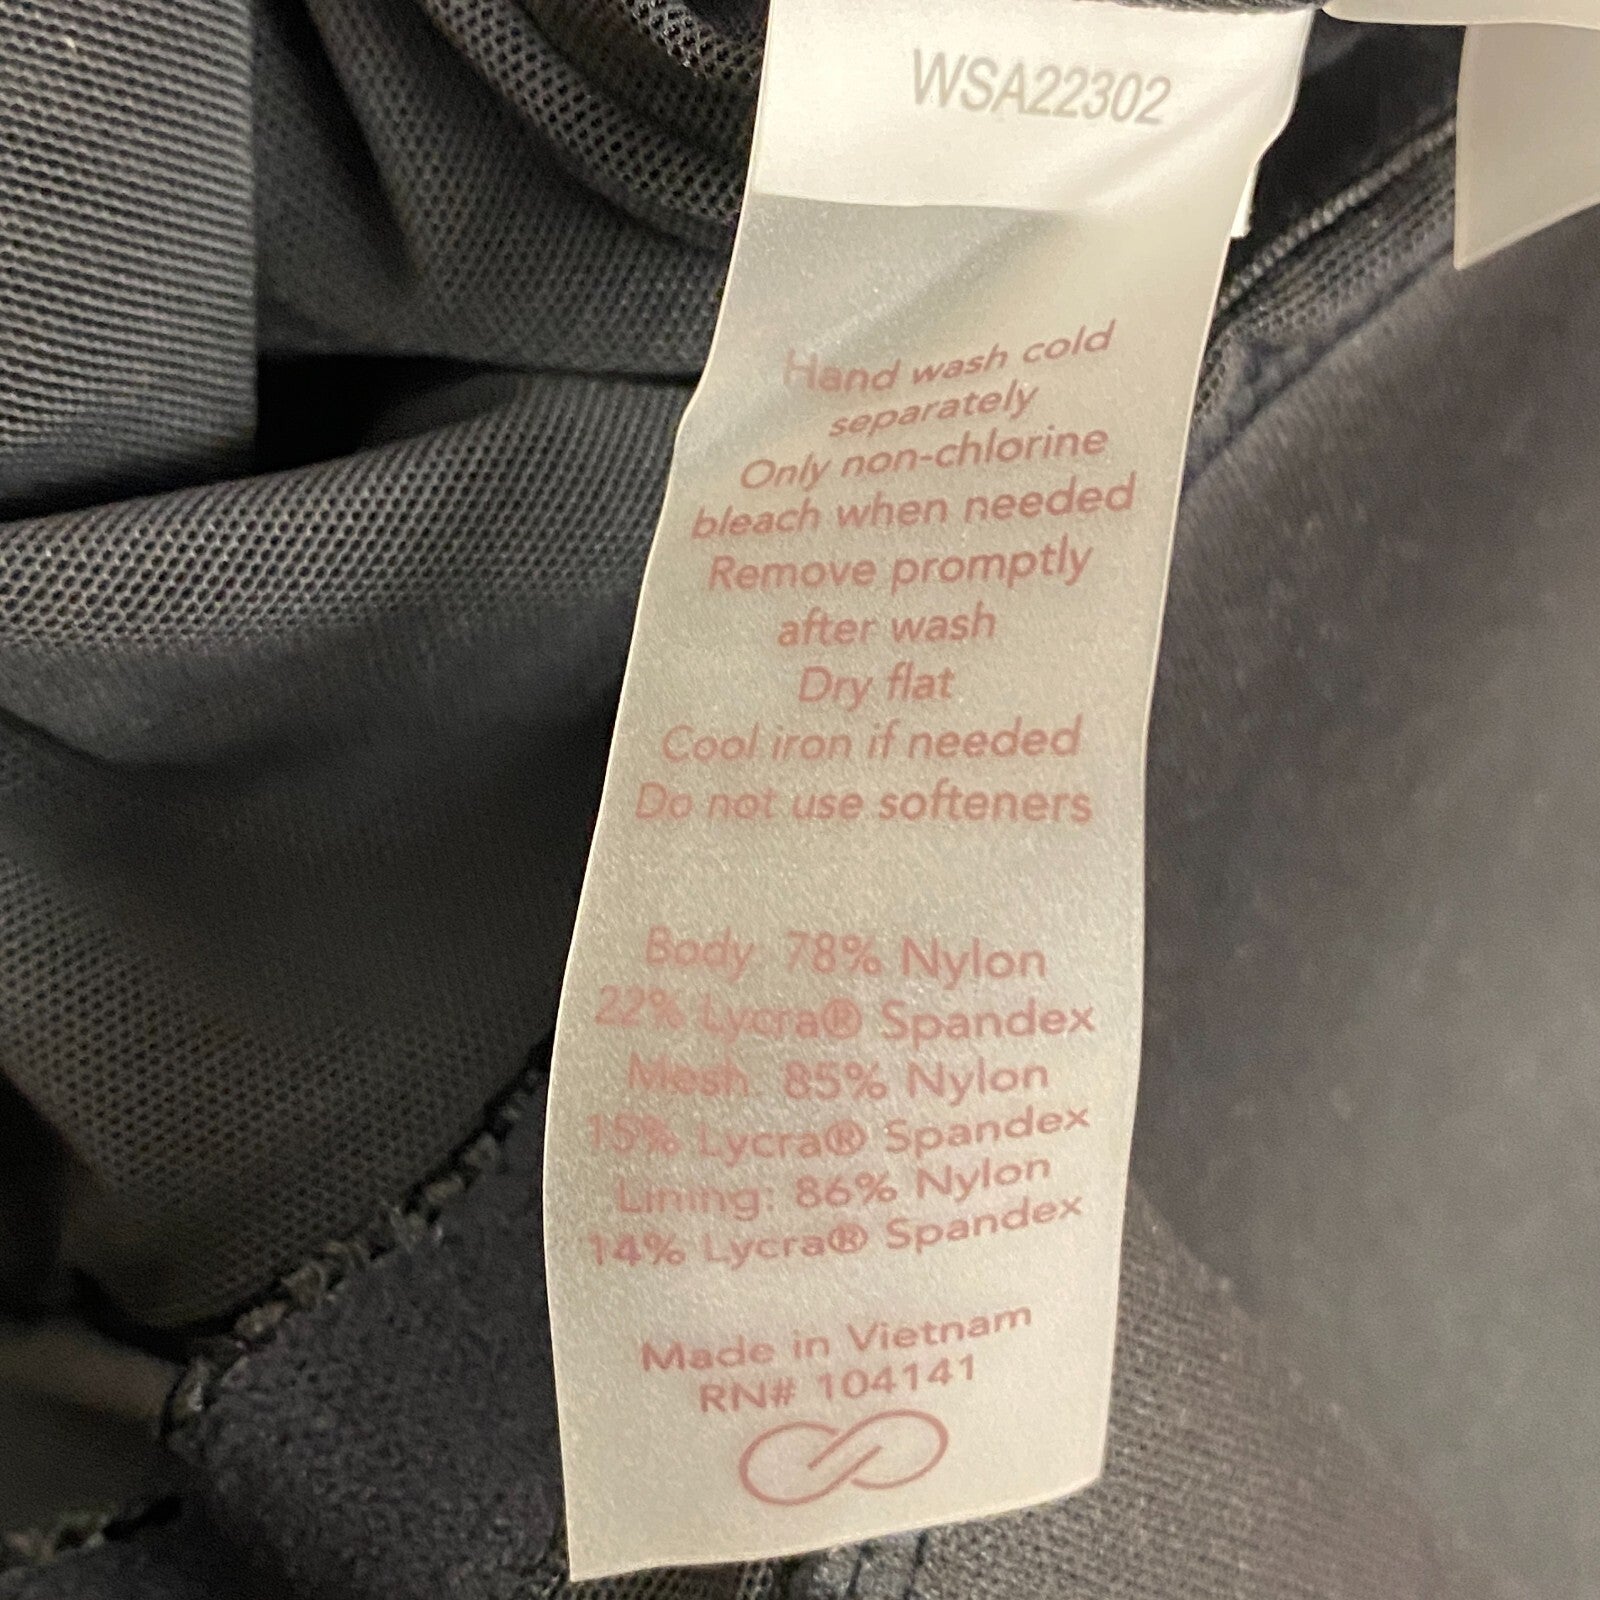 WSA22302
Hand wash cold
separately
Only non-chlorine
bleach when needed
Remove promptly
after wash
Dry flat
Cool iron if needed
Do not use softeners
Body: 78% Nylon
22% Lycra® Spandex
Mesh: 85% Nylon
15% Lycra® Spandex
Lining: 86% Nylon
14% Lycra® Spandex
Made in Vietnam
RN# 104141